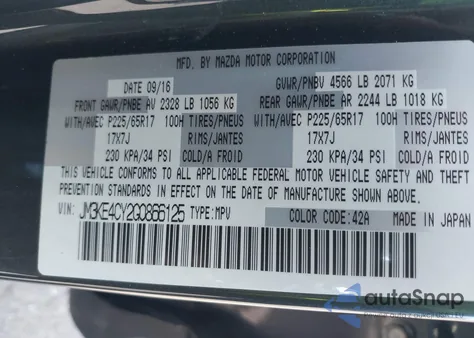 MFD. BY MAZDA MOTOR CORPORATION
DATE 09/16 GVWR/PNBV 4566 LB 2071 KG
FRONT GAWR/PNBE AV 2328 LB 1056 KG REAR GAWR/PNBE AR 2244 LB 1018 KG
WITH/AVEC P225/65R17 100H TIRES/PNEUS WITH/AVEC P225/65R17 100H TIRES/PNEUS
17X7J RIMS/JANTES 17X7J RIMS/JANTES
230 KPA/34 PSI COLD/A FROID 230 KPA/34 PSI COLD/A FROID
THIS VEHICLE CONFORMS TO ALL APPLICABLE FEDERAL MOTOR VEHICLE SAFETY AND THEFT
PREVENTION STANDARDS IN EFFECT ON THE DATE OF MANUFACTURE SHOWN ABOVE.
VIN: JM3KE4CY2G0866125 TYPE: MPV COLOR CODE: 42A MADE IN JAPAN
autoSnap